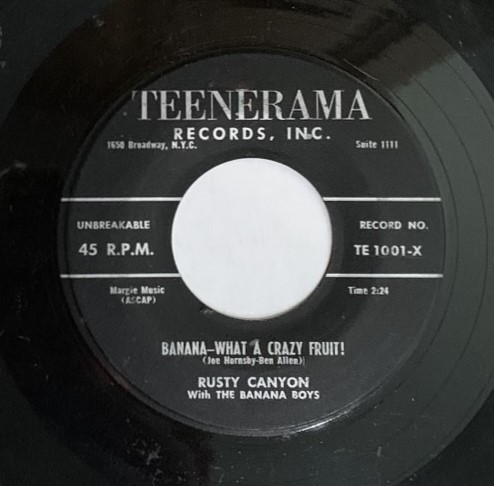 TEENERAMA
RECORDS, INC.
1650 Broadway, N.Y.C. Suite 1111
UNBREAKABLE RECORD NO.
45 R.P.M. TE 1001-X
Margie Music Time 2:24
(ASCAP)
BANANA—WHAT A CRAZY FRUIT!
(Joe Hornsby-Ben Allen)
RUSTY CANYON
With THE BANANA BOYS